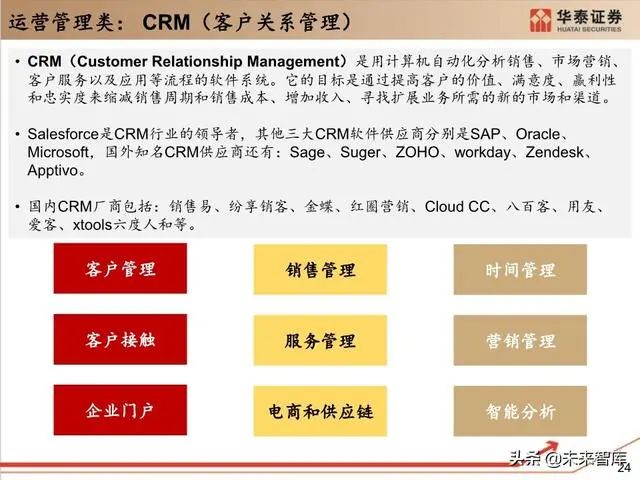 运营管理类： CRM（客户关系管理）
华泰证券
HUATAI SECURITIES
• CRM（Customer Relationship Management）是用计算机自动化分析销售、市场营销、
客户服务以及应用等流程的软件系统。它的目标是通过提高客户的价值、满意度、赢利性
和忠实度来缩减销售周期和销售成本、增加收入、寻找扩展业务所需的新的市场和渠道。
• Salesforce是CRM行业的领导者，其他三大CRM软件供应商分别是SAP、Oracle、
Microsoft，国外知名CRM供应商还有：Sage、Suger、ZOHO、workday、Zendesk、
Apptivo。
• 国内CRM厂商包括：销售易、纷享销客、金蝶、红圈营销、Cloud CC、八百客、用友、
爱客、xtools六度人和等。
客户管理 销售管理 时间管理
客户接触 服务管理 营销管理
企业门户 电商和供应链 智能分析
头条@未来智库
24